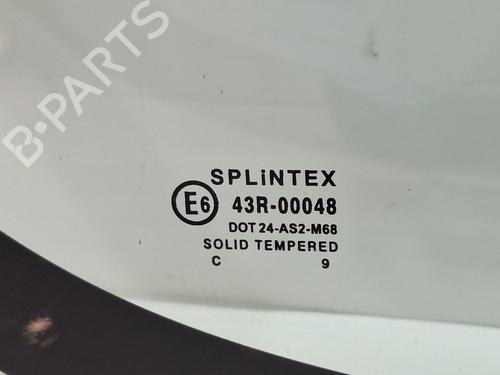 B-PARTS
SPLiNTEX
E6 43R-00048
DOT 24-AS2-M68
SOLID TEMPERED
C 9